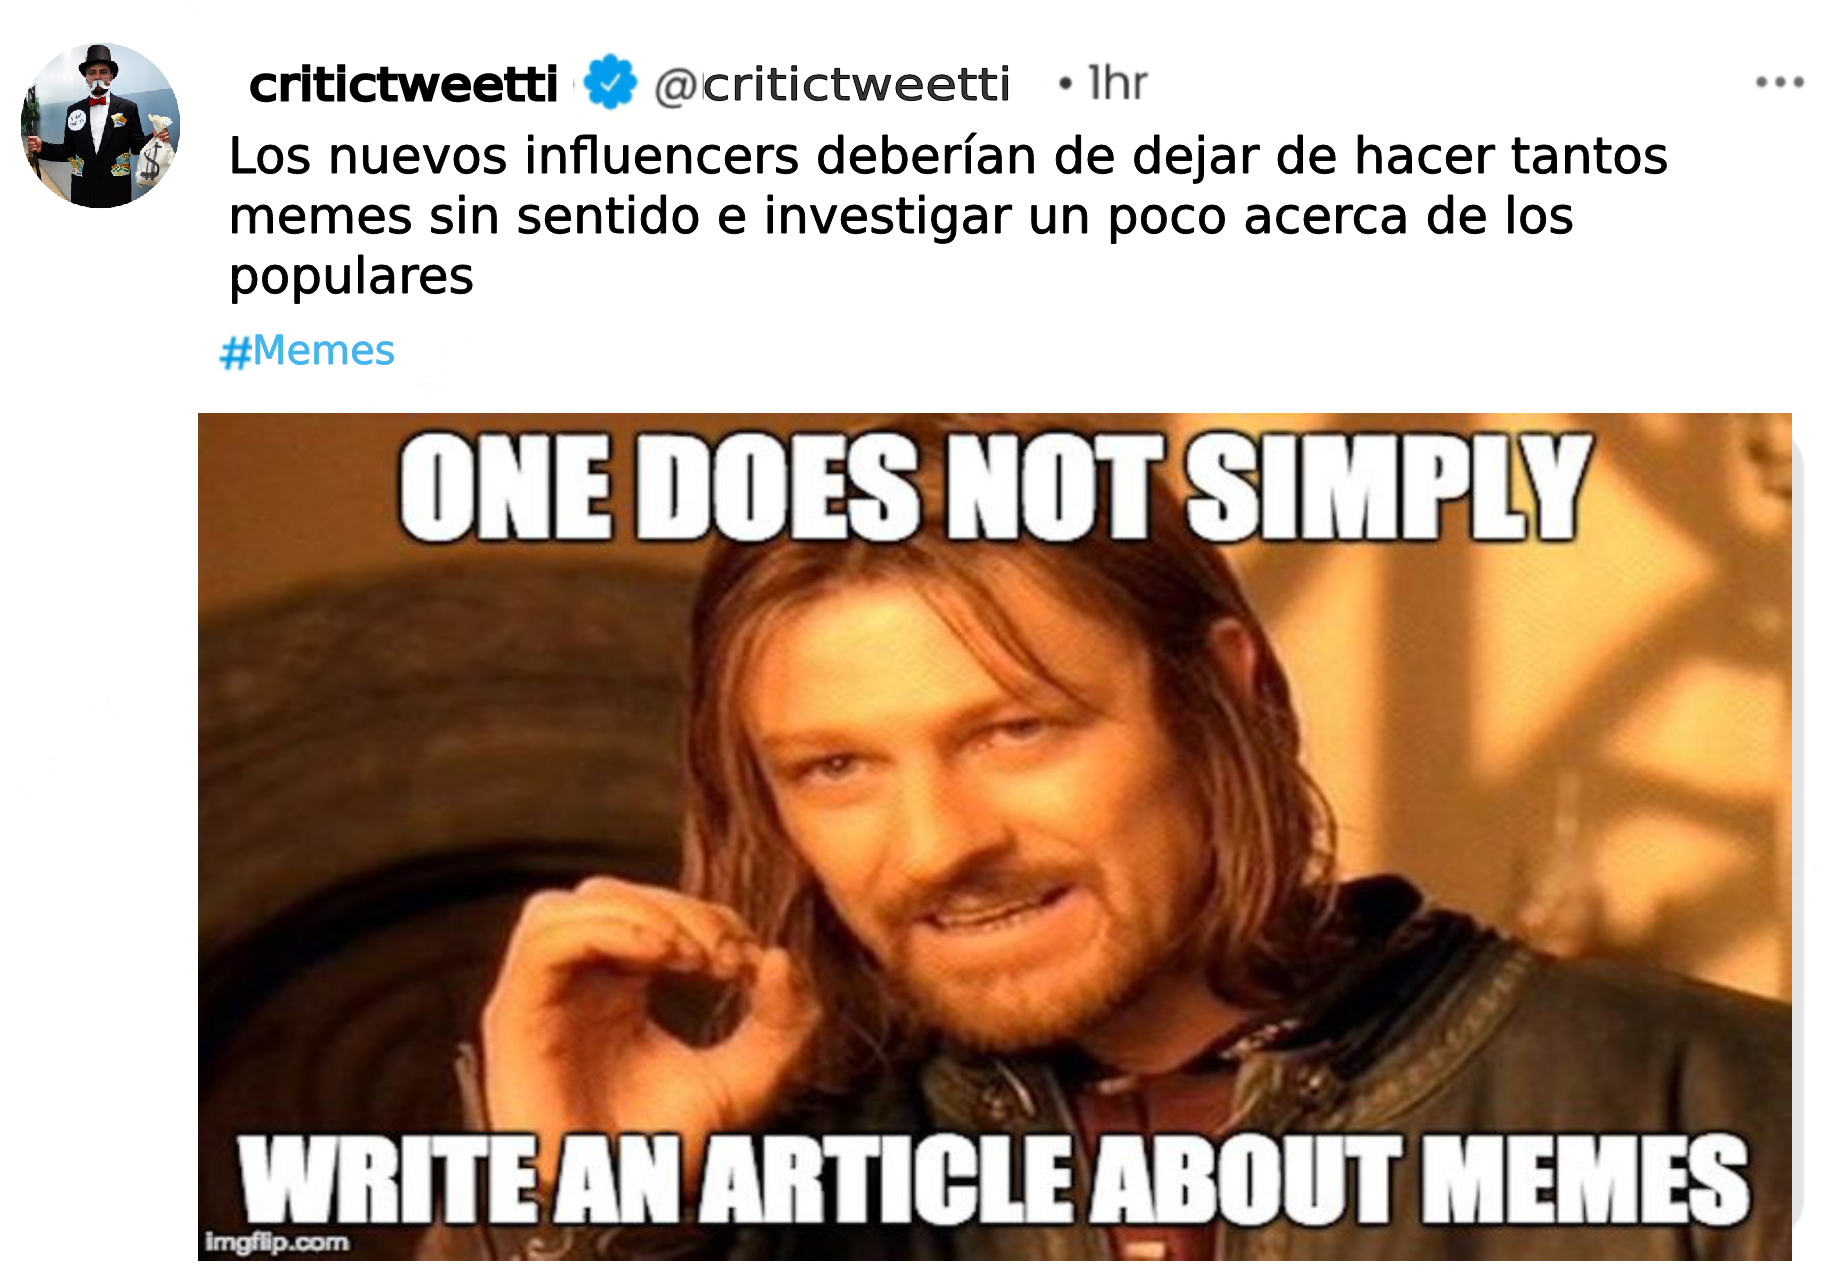 critictweetti @critictweetti • 1hr
Los nuevos influencers deberían de dejar de hacer tantos
memes sin sentido e investigar un poco acerca de los
populares
#Memes
ONE DOES NOT SIMPLY
WRITE AN ARTICLE ABOUT MEMES
imgflip.com